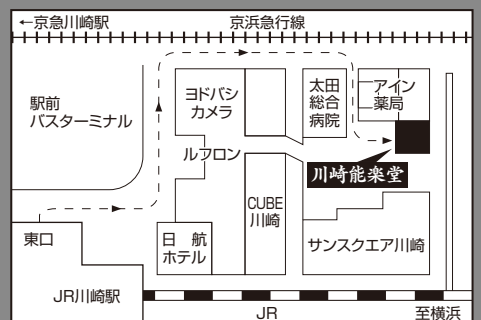 ←京急川崎駅
京浜急行線
駅前
バスターミナル
ヨドバシ
カメラ
ルフロン
太田
総合
病院
アイン
薬局
川崎能楽堂
CUBE
川崎
東口
日航
ホテル
サンスクエア川崎
JR川崎駅
JR
至横浜